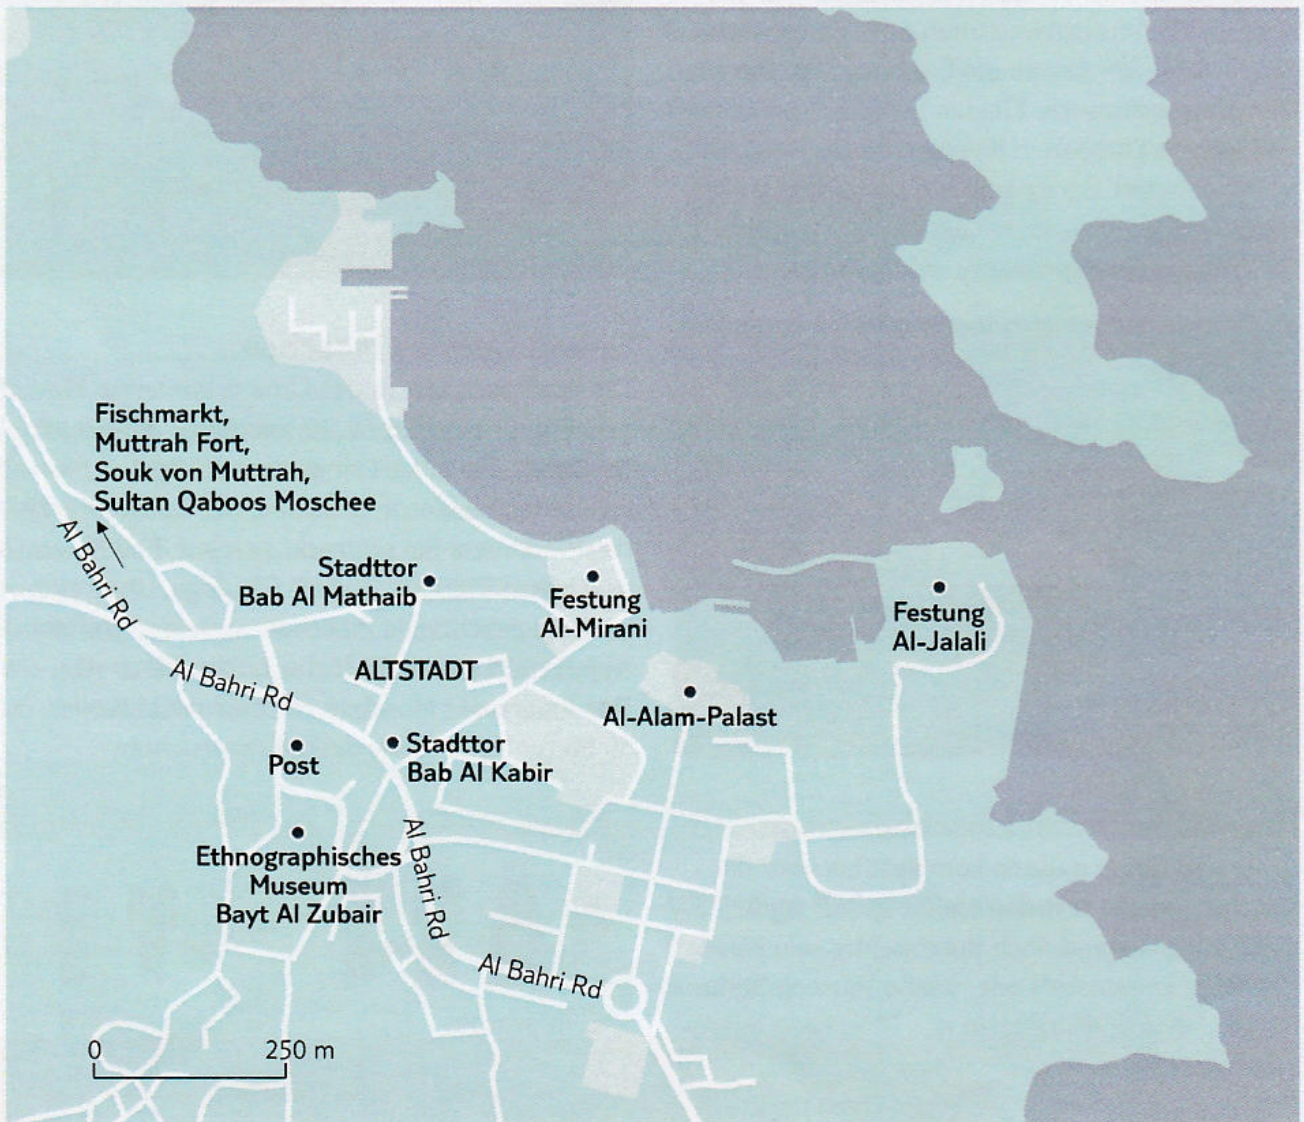 Fischmarkt,
Muttrah Fort,
Souk von Muttrah,
Sultan Qaboos Moschee
Al Bahri Rd
Stadttor
Bab Al Mathaib
Festung
Al-Mirani
Festung
Al-Jalali
Al Bahri Rd
ALTSTADT
Al-Alam-Palast
Post
Stadttor
Bab Al Kabir
Ethnographisches
Museum
Bayt Al Zubair
Al Bahri Rd
Al Bahri Rd
0 250 m